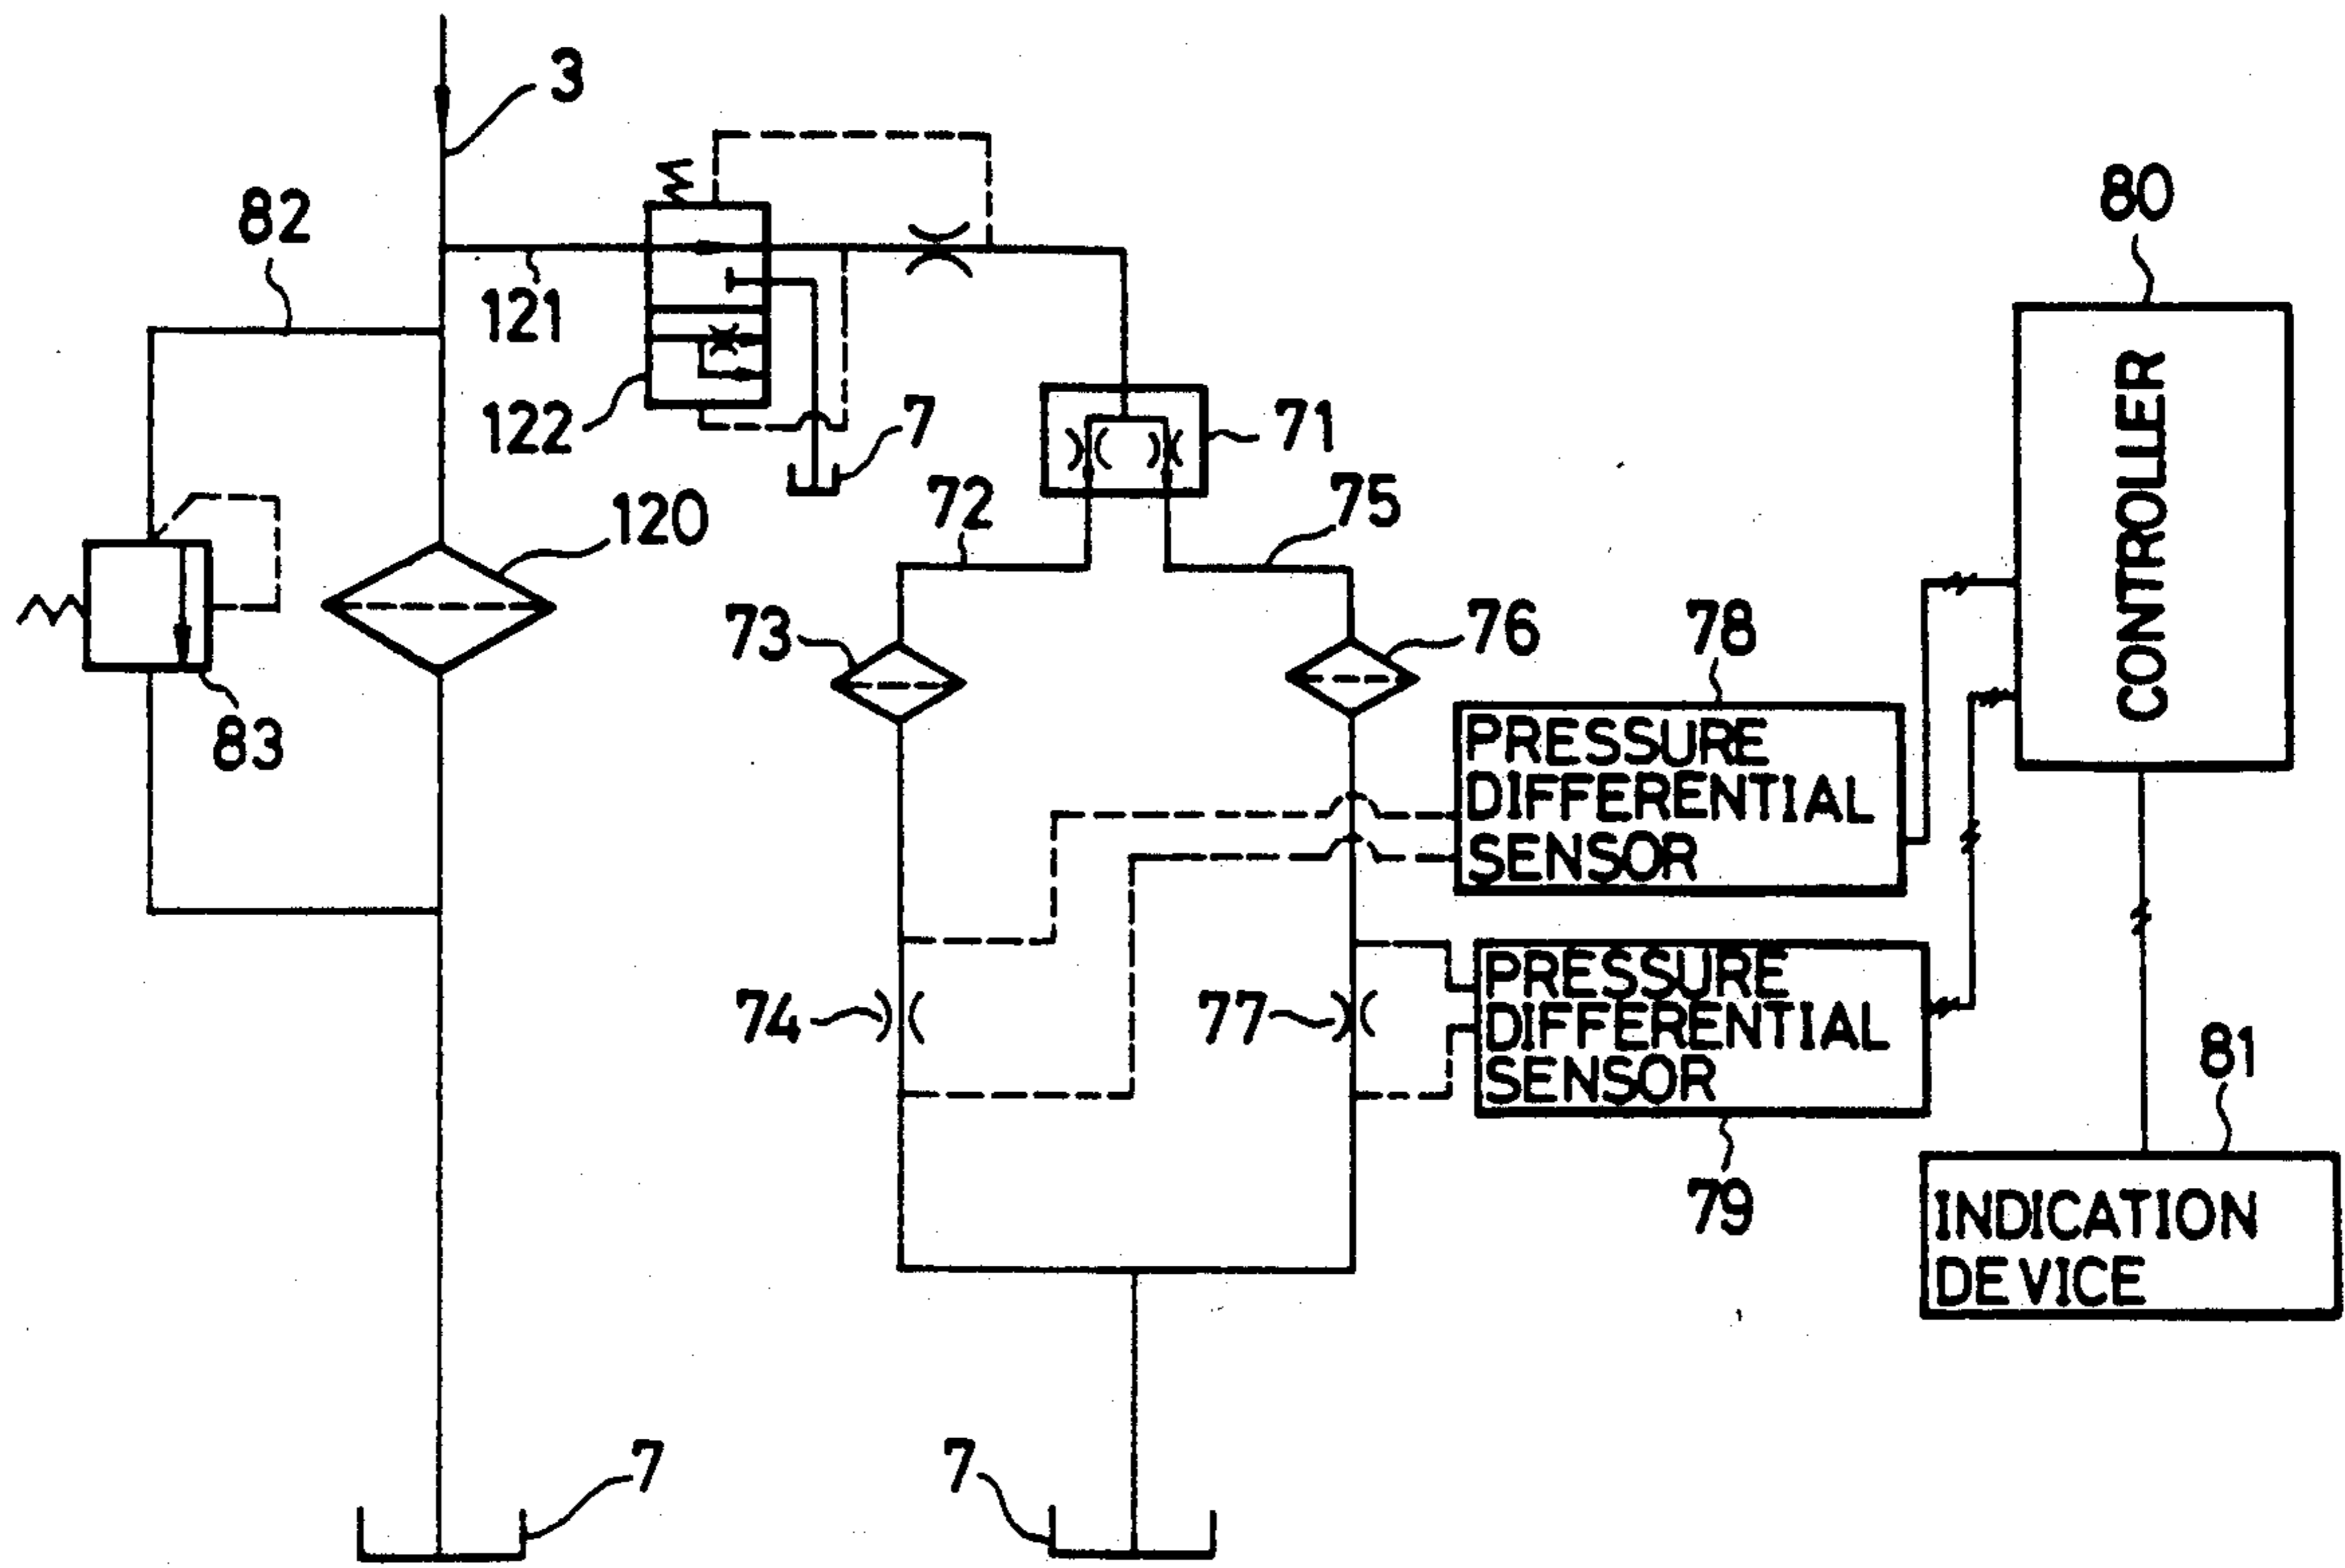 3
82
121
122
7
71
80
CONTROLLER
120
72
75
73
76
78
83
PRESSURE
DIFFERENTIAL
SENSOR
74
77
PRESSURE
DIFFERENTIAL
SENSOR
79
81
INDICATION
DEVICE
7
7